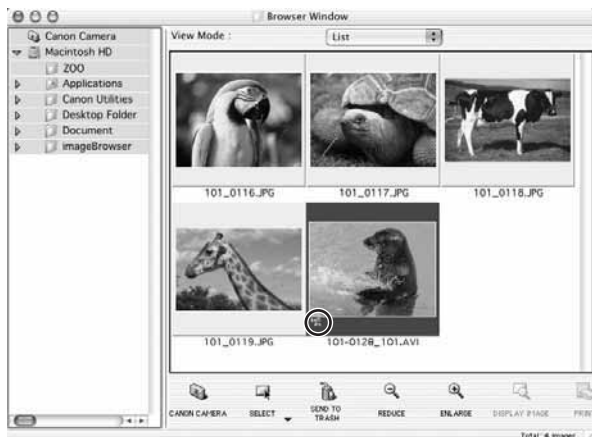 Browser Window
Canon Camera
Macintosh HD
ZOO
Applications
Canon Utilities
Desktop Folder
Document
imageBrowser
View Mode :
List
101_0116.JPG
101_0117.JPG
101_0118.JPG
101_0119.JPG
101-0128_101.AVI
CANON CAMERA
SELECT
SEND TO
TRASH
REDUCE
ENLARGE
DISPLAY IMAGE
PRIN